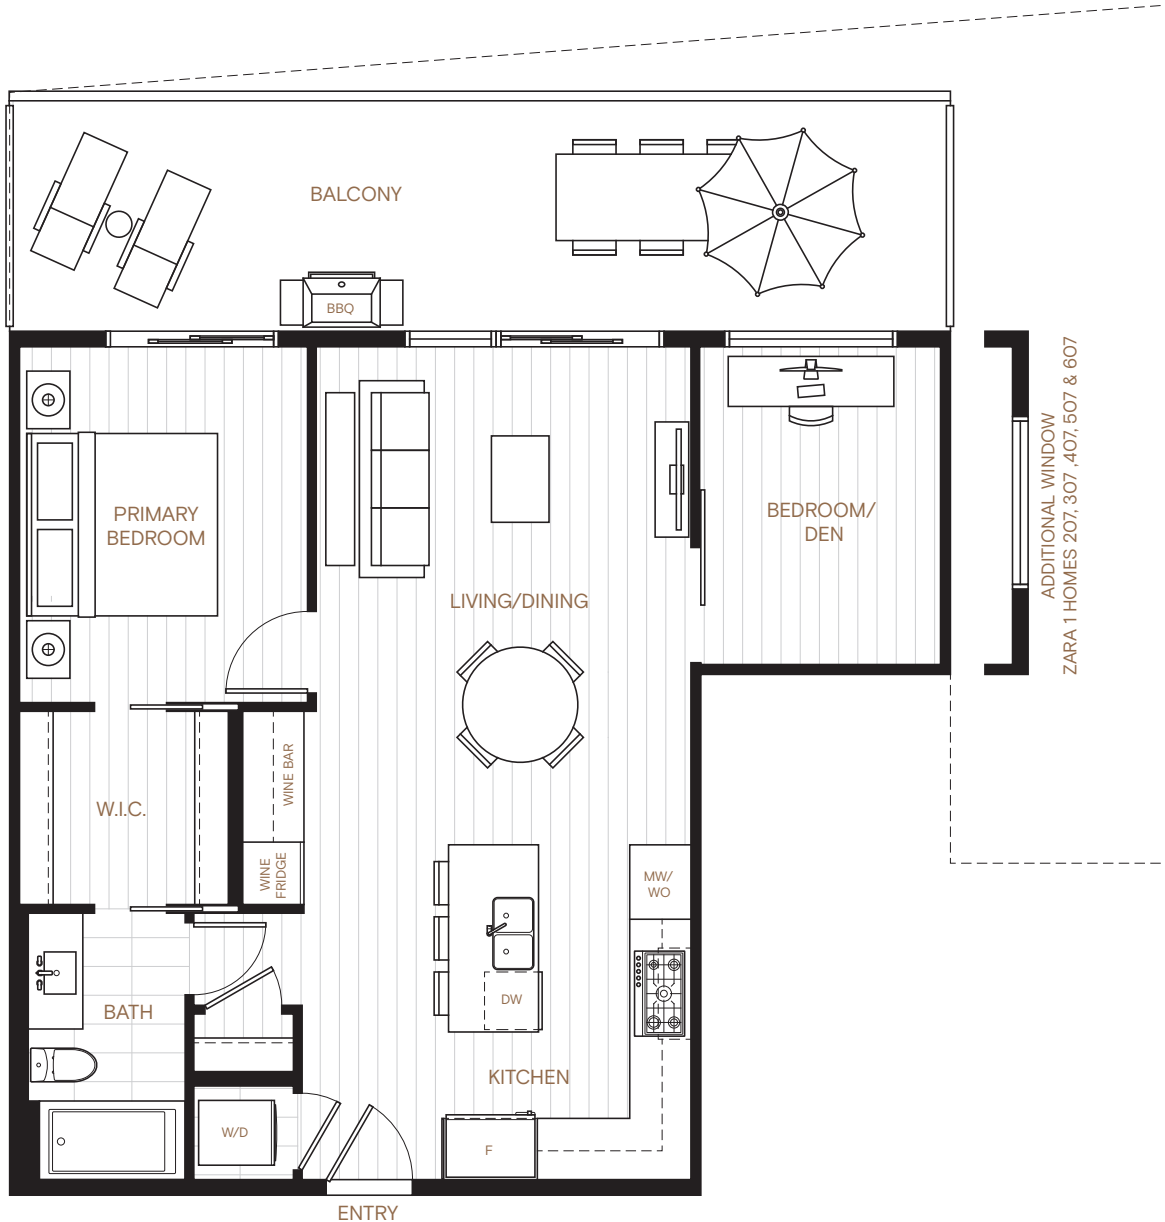 BALCONY
BBQ
PRIMARY
BEDROOM
BEDROOM/
DEN
ADDITIONAL WINDOW
ZARA 1 HOMES 207, 307 ,407, 507 & 607
LIVING/DINING
WINE BAR
W.I.C.
WINE
FRIDGE
MW/
WO
DW
BATH
KITCHEN
W/D
F
ENTRY